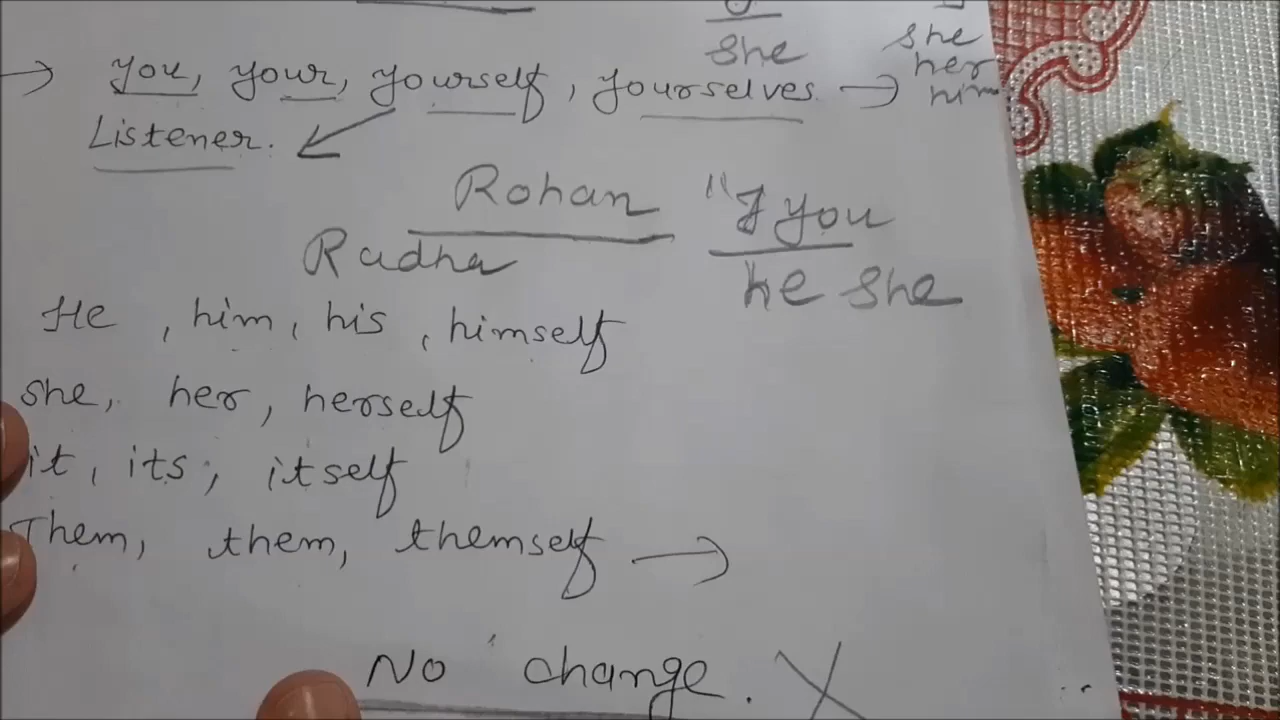 she
she
her
him
→ you, your, yourself, yourselves →
Listener.
Rohan "I you
Radha
he she
He, him, his, himself
she, her, herself
it, its, itself
Them, them, themself →
No change. X